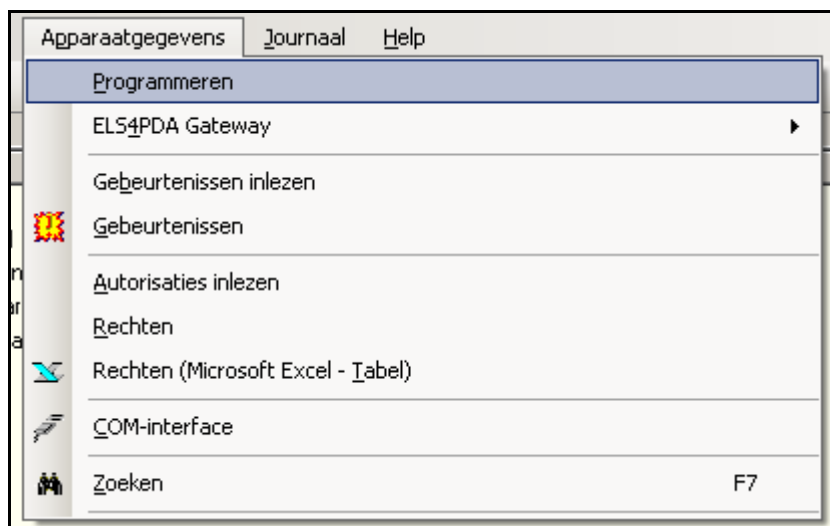 Apparaatgegevens Journaal Help
Programmeren
ELS4PDA Gateway
Gebeurtenissen inlezen
Gebeurtenissen
Autorisaties inlezen
Rechten
Rechten (Microsoft Excel - Tabel)
COM-interface
Zoeken F7